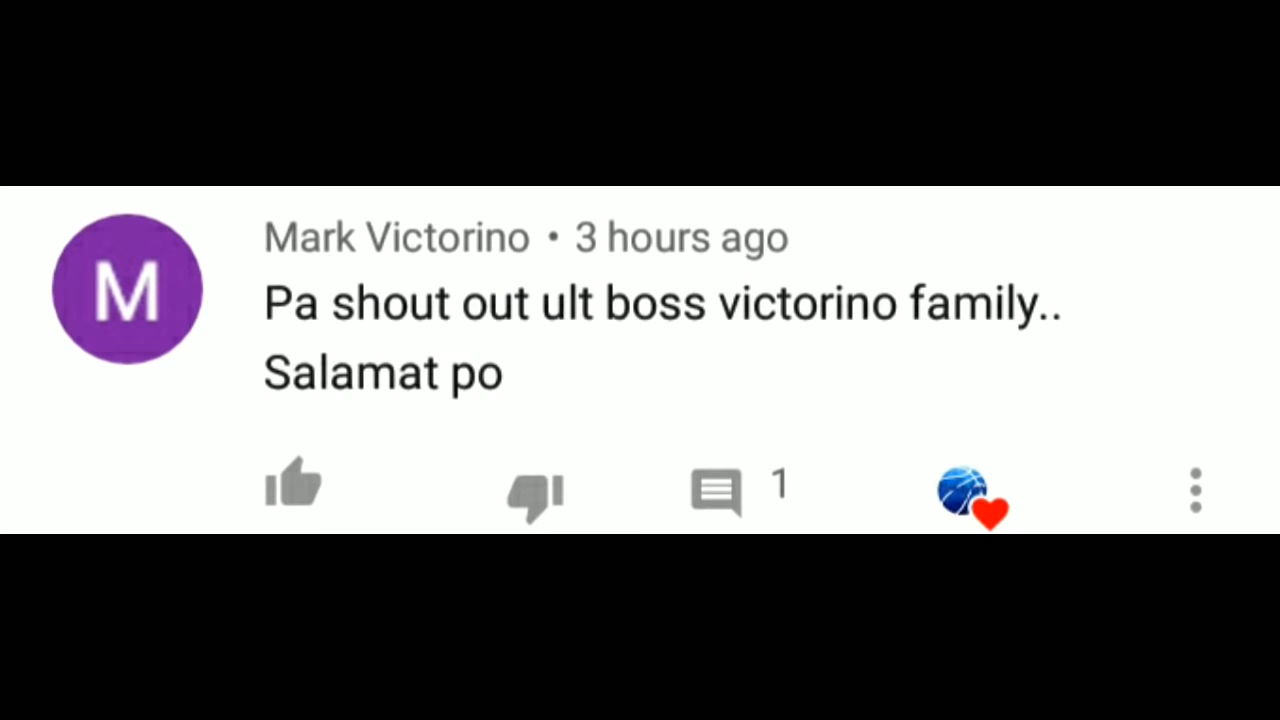 M
Mark Victorino • 3 hours ago
Pa shout out ult boss victorino family..
Salamat po
1